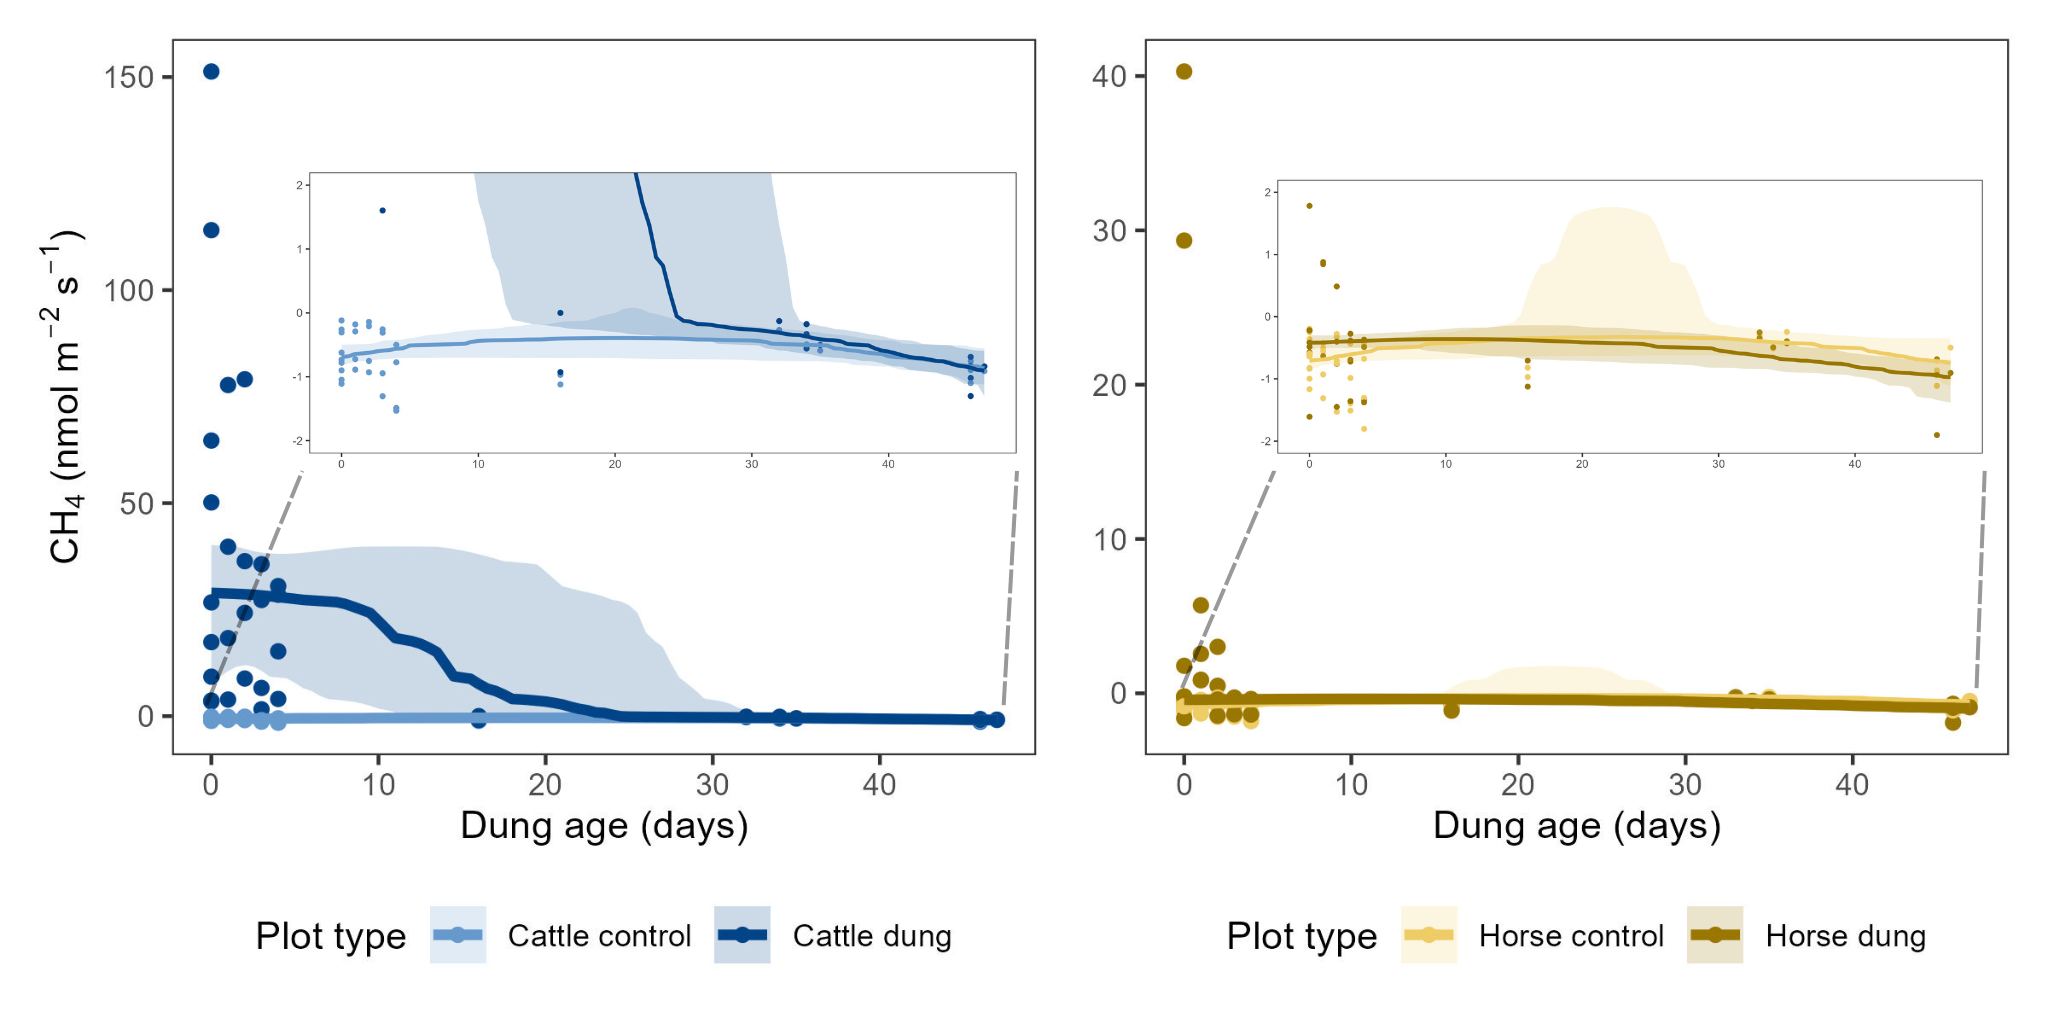 CH₄ (nmol m⁻² s⁻¹)
150
100
50
0
2
1
0
-1
-2
0 10 20 30 40
0 10 20 30 40
Dung age (days)
Plot type Cattle control Cattle dung
40
30
20
10
0
2
1
0
-1
-2
0 10 20 30 40
0 10 20 30 40
Dung age (days)
Plot type Horse control Horse dung